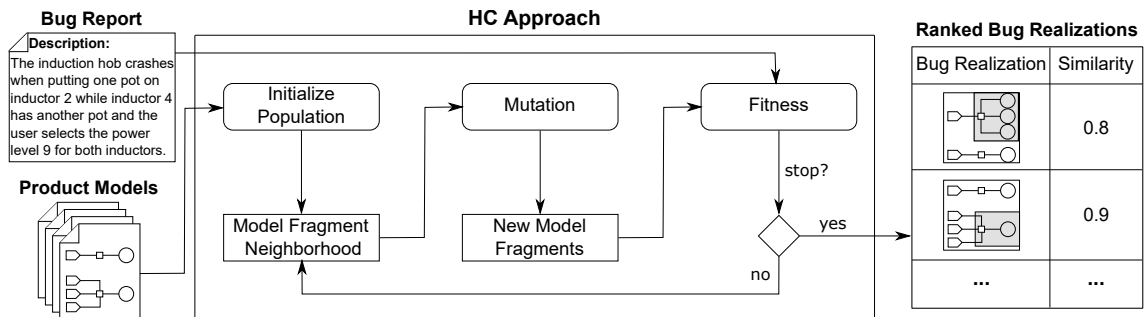 Bug Report
Description:
The induction hob crashes
when putting one pot on
inductor 2 while inductor 4
has another pot and the
user selects the power
level 9 for both inductors.
Product Models
HC Approach
Initialize
Population
Mutation
Fitness
stop?
Model Fragment
Neighborhood
New Model
Fragments
yes
no
Ranked Bug Realizations
Bug Realization Similarity
0.8
0.9
... ...